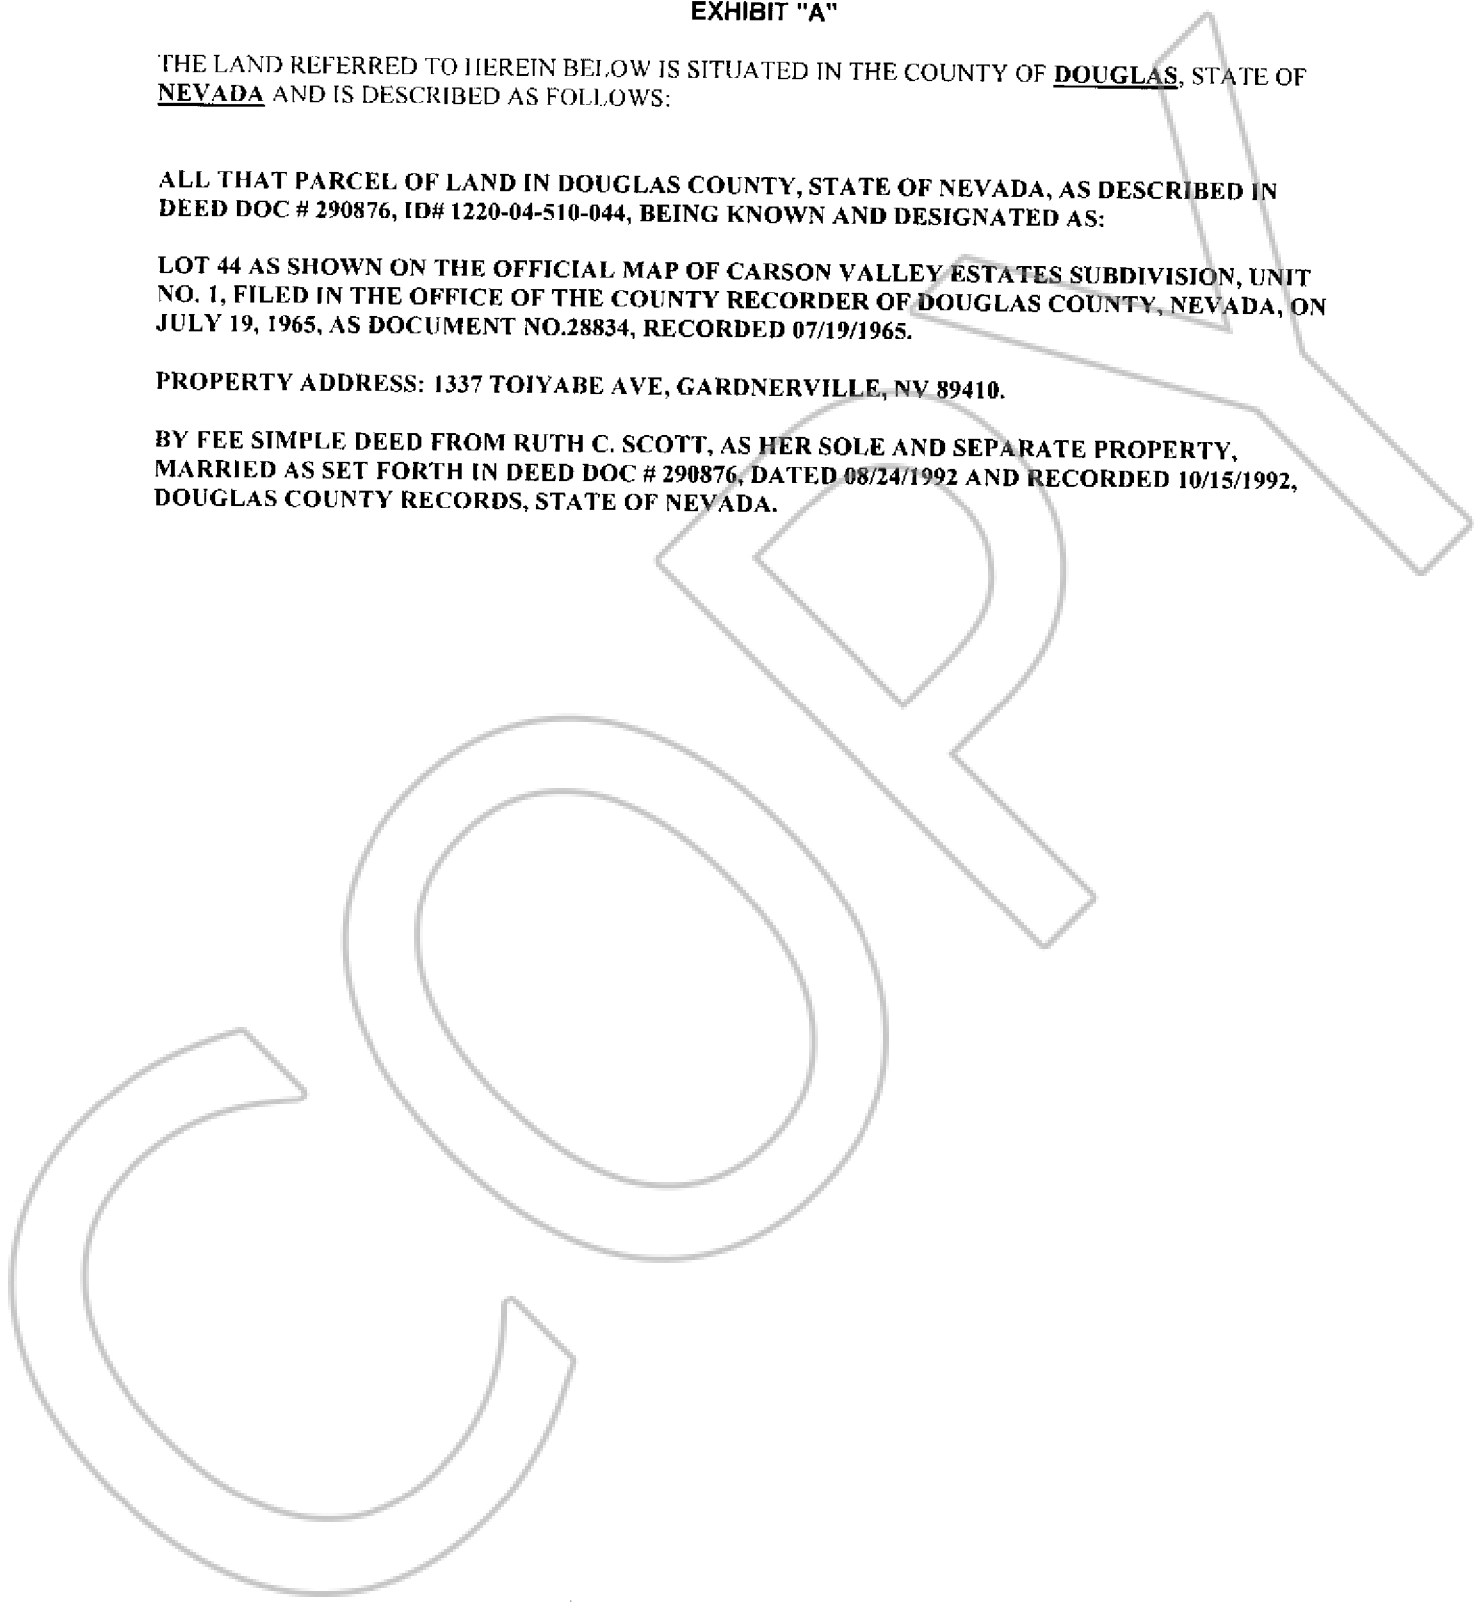 EXHIBIT "A"
THE LAND REFERRED TO HEREIN BELOW IS SITUATED IN THE COUNTY OF DOUGLAS, STATE OF
NEVADA AND IS DESCRIBED AS FOLLOWS:
ALL THAT PARCEL OF LAND IN DOUGLAS COUNTY, STATE OF NEVADA, AS DESCRIBED IN
DEED DOC # 290876, ID# 1220-04-510-044, BEING KNOWN AND DESIGNATED AS:
LOT 44 AS SHOWN ON THE OFFICIAL MAP OF CARSON VALLEY ESTATES SUBDIVISION, UNIT
NO. 1, FILED IN THE OFFICE OF THE COUNTY RECORDER OF DOUGLAS COUNTY, NEVADA, ON
JULY 19, 1965, AS DOCUMENT NO.28834, RECORDED 07/19/1965.
PROPERTY ADDRESS: 1337 TOIYABE AVE, GARDNERVILLE, NV 89410.
BY FEE SIMPLE DEED FROM RUTH C. SCOTT, AS HER SOLE AND SEPARATE PROPERTY,
MARRIED AS SET FORTH IN DEED DOC # 290876, DATED 08/24/1992 AND RECORDED 10/15/1992,
DOUGLAS COUNTY RECORDS, STATE OF NEVADA.
COPY